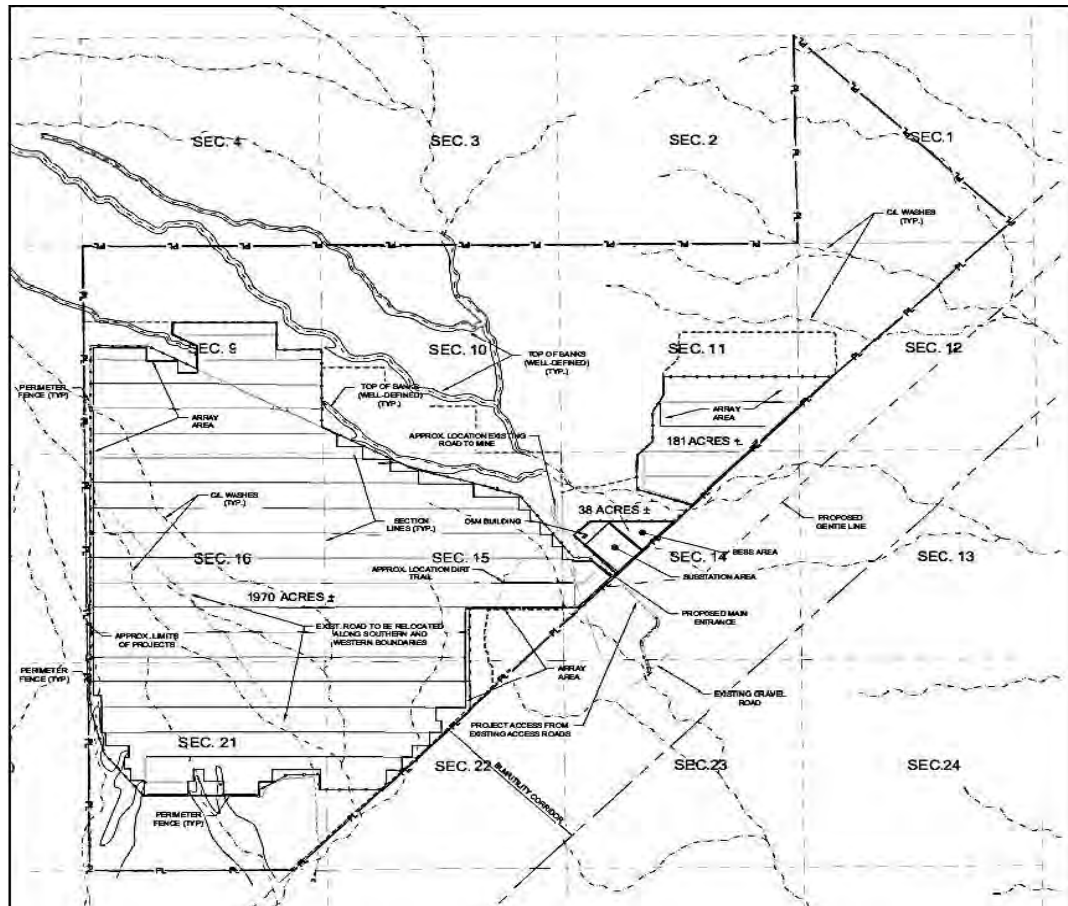 SEC. 4
SEC. 3
SEC. 2
SEC. 1
C/L WASHES
(TYP.)
SEC. 9
SEC. 10
SEC. 11
SEC. 12
TOP OF BANKS
(WELL-DEFINED)
(TYP.)
PERIMETER
FENCE (TYP)
TOP OF BANKS
(WELL-DEFINED)
(TYP.)
ARRAY
AREA
ARRAY
AREA
APPROX. LOCATION EXISTING
ROAD TO MINE
181 ACRES ±
C/L WASHES
(TYP.)
SECTION
LINES (TYP.)
38 ACRES ±
O&M BUILDING
PROPOSED
GENTIE LINE
BESS AREA
SEC. 16
SEC. 15
SEC. 14
SEC. 13
APPROX. LOCATION DIRT
TRAIL
SUBSTATION AREA
1970 ACRES ±
PROPOSED MAIN
ENTRANCE
EXIST. ROAD TO BE RELOCATED
ALONG SOUTHERN AND
WESTERN BOUNDARIES
APPROX. LIMITS
OF PROJECTS
PERIMETER
FENCE (TYP.)
ARRAY
AREA
EXISTING GRAVEL
ROAD
PROJECT ACCESS FROM
EXISTING ACCESS ROADS
SEC. 21
SEC. 22
SEC.23
SEC.24
BLM UTILITY CORRIDOR
PERIMETER
FENCE (TYP)